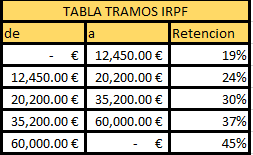 TABLA TRAMOS IRPF
de a Retencion
- € 12,450.00 € 19%
12,450.00 € 20,200.00 € 24%
20,200.00 € 35,200.00 € 30%
35,200.00 € 60,000.00 € 37%
60,000.00 € - € 45%